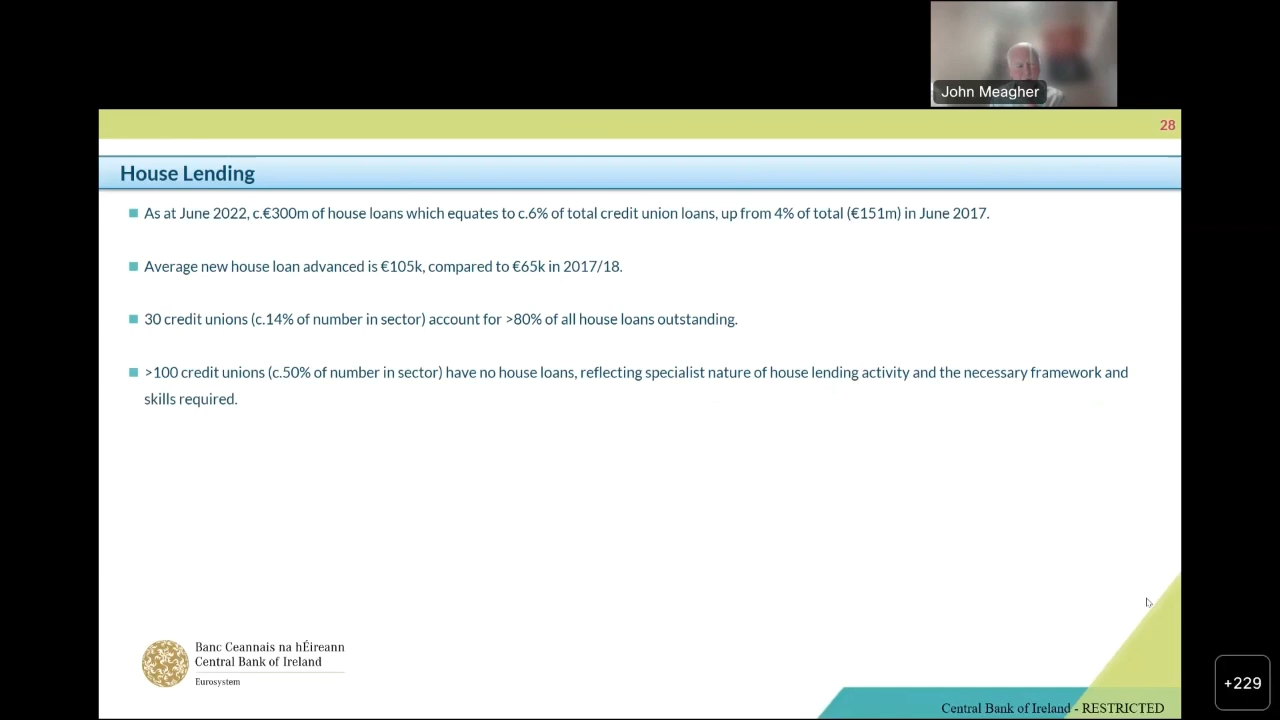 John Meagher
28
House Lending
As at June 2022, c.€300m of house loans which equates to c.6% of total credit union loans, up from 4% of total (€151m) in June 2017.
Average new house loan advanced is €105k, compared to €65k in 2017/18.
30 credit unions (c.14% of number in sector) account for >80% of all house loans outstanding.
>100 credit unions (c.50% of number in sector) have no house loans, reflecting specialist nature of house lending activity and the necessary framework and
skills required.
Banc Ceannais na hÉireann
Central Bank of Ireland
Eurosystem
+229
Central Bank of Ireland - RESTRICTED